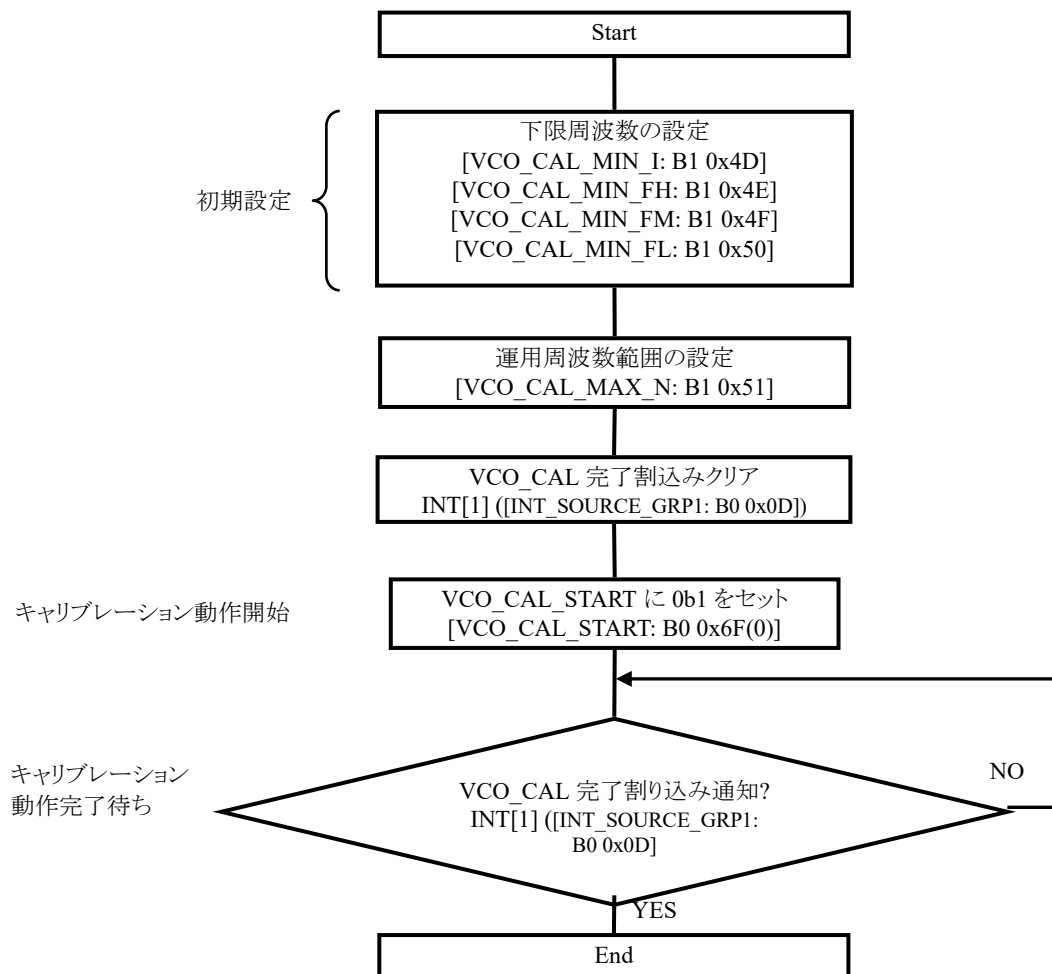 Start
下限周波数の設定
[VCO_CAL_MIN_I: B1 0x4D]
[VCO_CAL_MIN_FH: B1 0x4E]
[VCO_CAL_MIN_FM: B1 0x4F]
[VCO_CAL_MIN_FL: B1 0x50]
初期設定
運用周波数範囲の設定
[VCO_CAL_MAX_N: B1 0x51]
VCO_CAL 完了割込みクリア
INT[1] ([INT_SOURCE_GRP1: B0 0x0D])
キャリブレーション動作開始
VCO_CAL_START に 0b1 をセット
[VCO_CAL_START: B0 0x6F(0)]
キャリブレーション
動作完了待ち
VCO_CAL 完了割り込み通知?
INT[1] ([INT_SOURCE_GRP1:
B0 0x0D]
NO
YES
End